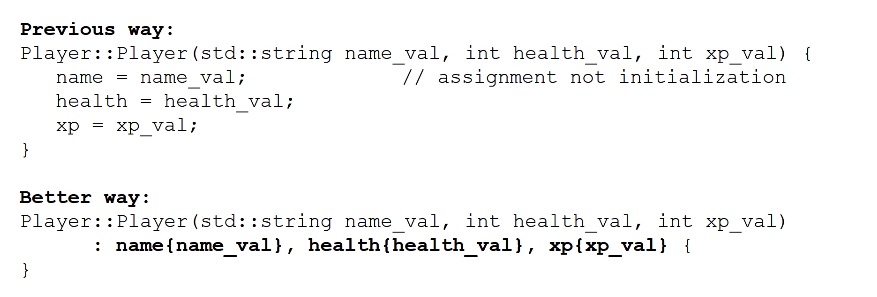 Previous way:
Player::Player(std::string name_val, int health_val, int xp_val) {
   name = name_val;             // assignment not initialization
   health = health_val;
   xp = xp_val;
}
Better way:
Player::Player(std::string name_val, int health_val, int xp_val)
      : name{name_val}, health{health_val}, xp{xp_val} {
}